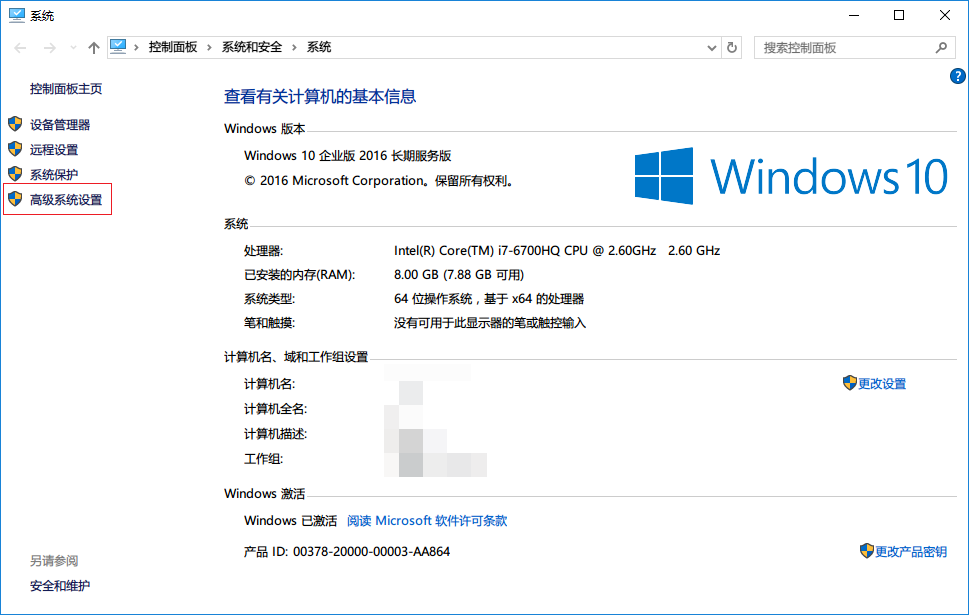 系统
控制面板 › 系统和安全 › 系统
搜索控制面板
?
控制面板主页
设备管理器
远程设置
系统保护
高级系统设置
查看有关计算机的基本信息
Windows 版本
Windows 10 企业版 2016 长期服务版
© 2016 Microsoft Corporation。保留所有权利。
Windows 10
系统
处理器: Intel(R) Core(TM) i7-6700HQ CPU @ 2.60GHz 2.60 GHz
已安装的内存(RAM): 8.00 GB (7.88 GB 可用)
系统类型: 64 位操作系统，基于 x64 的处理器
笔和触摸: 没有可用于此显示器的笔或触控输入
计算机名、域和工作组设置
计算机名:
更改设置
计算机全名:
计算机描述:
工作组:
Windows 激活
Windows 已激活 阅读 Microsoft 软件许可条款
产品 ID: 00378-20000-00003-AA864
更改产品密钥
另请参阅
安全和维护